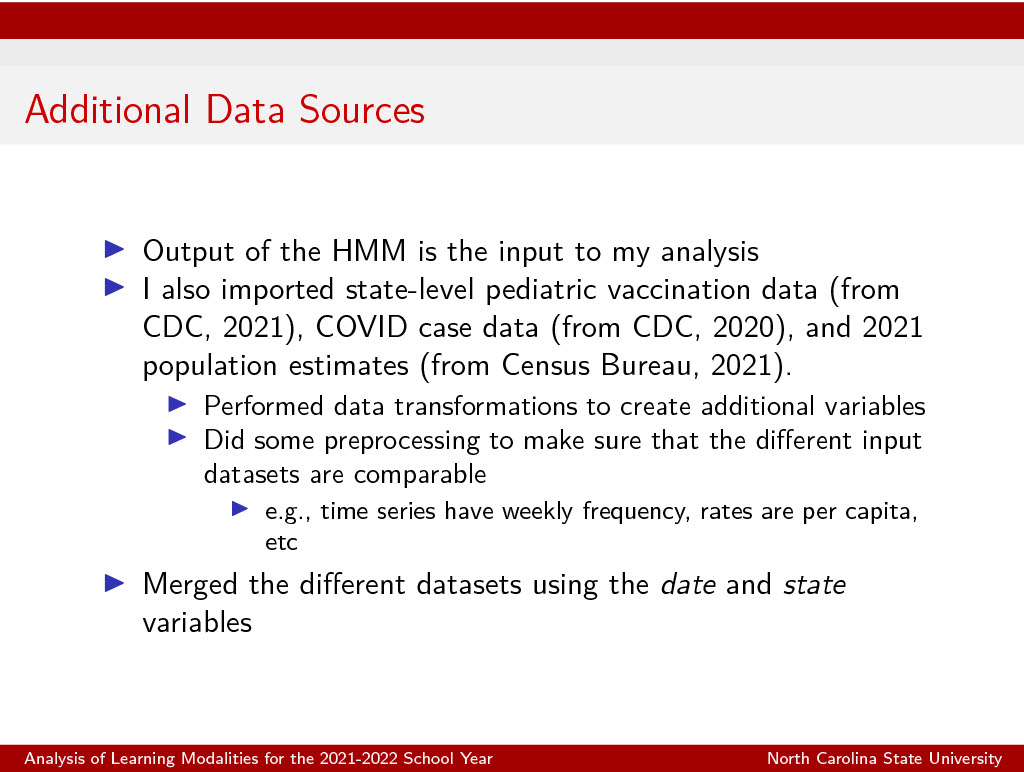 Additional Data Sources
Output of the HMM is the input to my analysis
I also imported state-level pediatric vaccination data (from
CDC, 2021), COVID case data (from CDC, 2020), and 2021
population estimates (from Census Bureau, 2021).
Performed data transformations to create additional variables
Did some preprocessing to make sure that the different input
datasets are comparable
e.g., time series have weekly frequency, rates are per capita,
etc
Merged the different datasets using the date and state
variables
Analysis of Learning Modalities for the 2021-2022 School Year
North Carolina State University